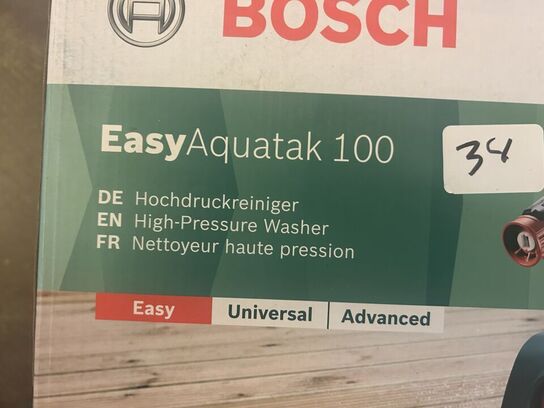 BOSCH
EasyAquatak 100
34
DE Hochdruckreiniger
EN High-Pressure Washer
FR Nettoyeur haute pression
Easy Universal Advanced